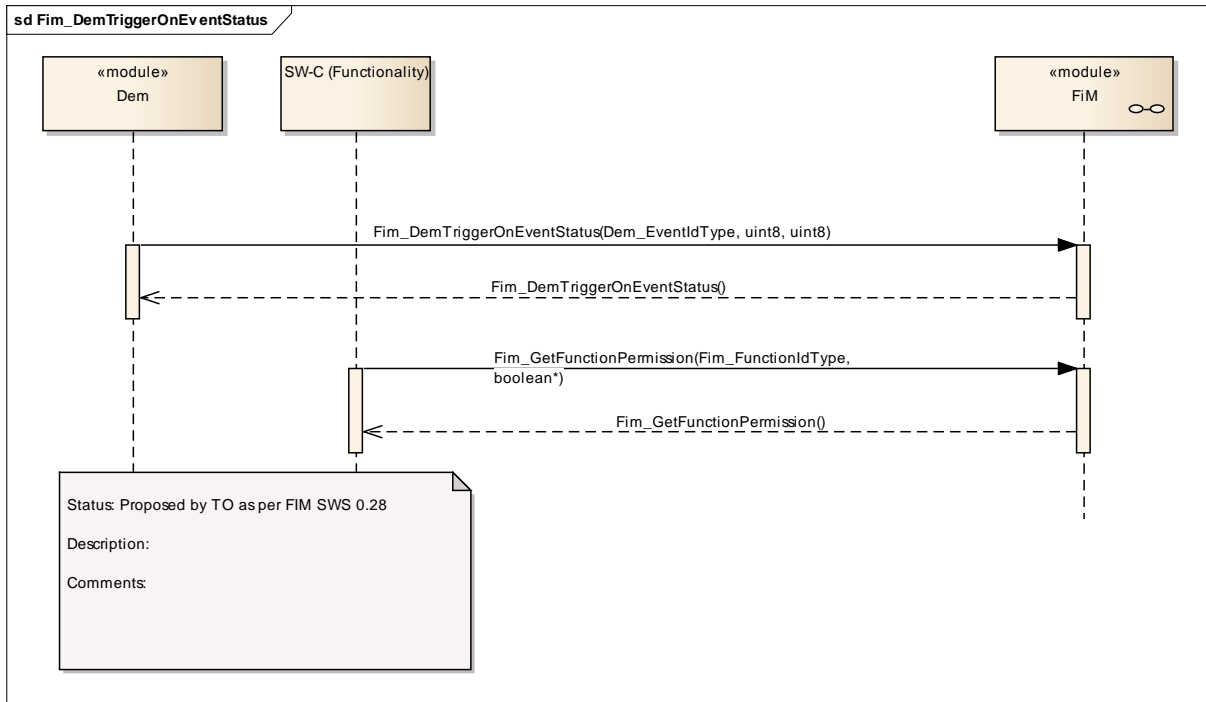 sd Fim_DemTriggerOnEventStatus
«module»
Dem
SW-C (Functionality)
«module»
FiM
Fim_DemTriggerOnEventStatus(Dem_EventIdType, uint8, uint8)
Fim_DemTriggerOnEventStatus()
Fim_GetFunctionPermission(Fim_FunctionIdType,
boolean*)
Fim_GetFunctionPermission()
Status: Proposed by TO as per FIM SWS 0.28
Description:
Comments: